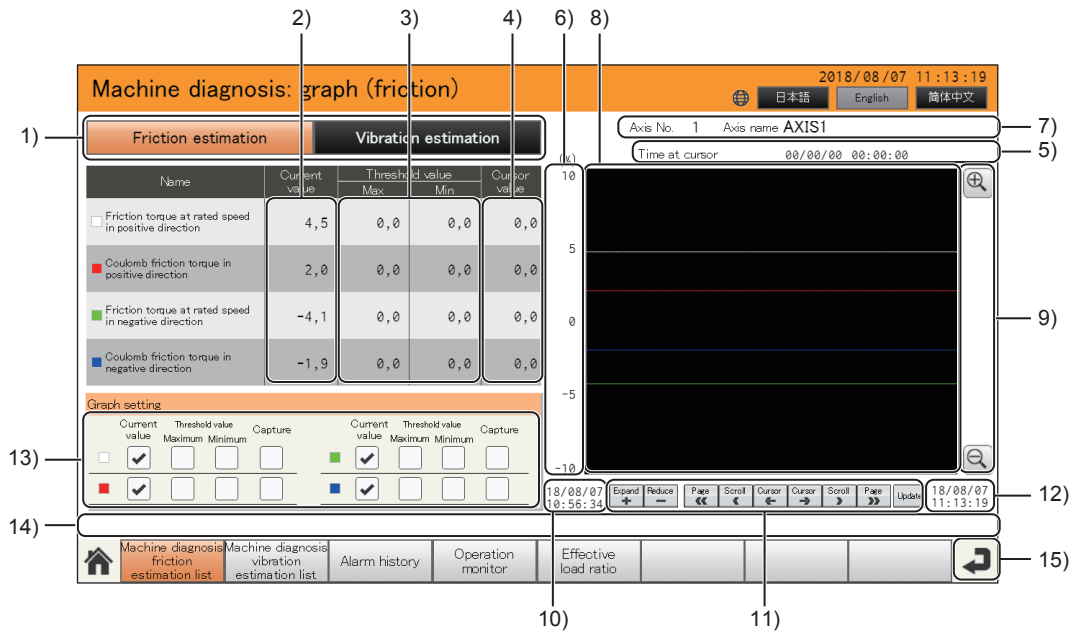 2)
3)
4)
6)
8)
Machine diagnosis: graph (friction)
2018/08/07 11:13:19
日本語
English
简体中文
1)
Friction estimation
Vibration estimation
Axis No. 1 Axis name AXIS1
7)
Time at cursor 00/00/00 00:00:00
5)
Name
Current value
Threshold value
Max
Min
Cursor value
Friction torque at rated speed
in positive direction
4,5
0,0
0,0
0,0
Coulomb friction torque in
positive direction
2,0
0,0
0,0
0,0
Friction torque at rated speed
in negative direction
-4,1
0,0
0,0
0,0
Coulomb friction torque in
negative direction
-1,9
0,0
0,0
0,0
(%)
10
5
0
-5
-10
9)
Graph setting
Current value
Threshold value
Maximum
Minimum
Capture
Current value
Threshold value
Maximum
Minimum
Capture
13)
18/08/07
10:56:34
Expand
+
Reduce
-
Page
Scroll
Cursor
Cursor
Scroll
Page
Update
18/08/07
11:13:19
12)
14)
Machine diagnosis
friction
estimation list
Machine diagnosis
vibration
estimation list
Alarm history
Operation
monitor
Effective
load ratio
15)
10)
11)